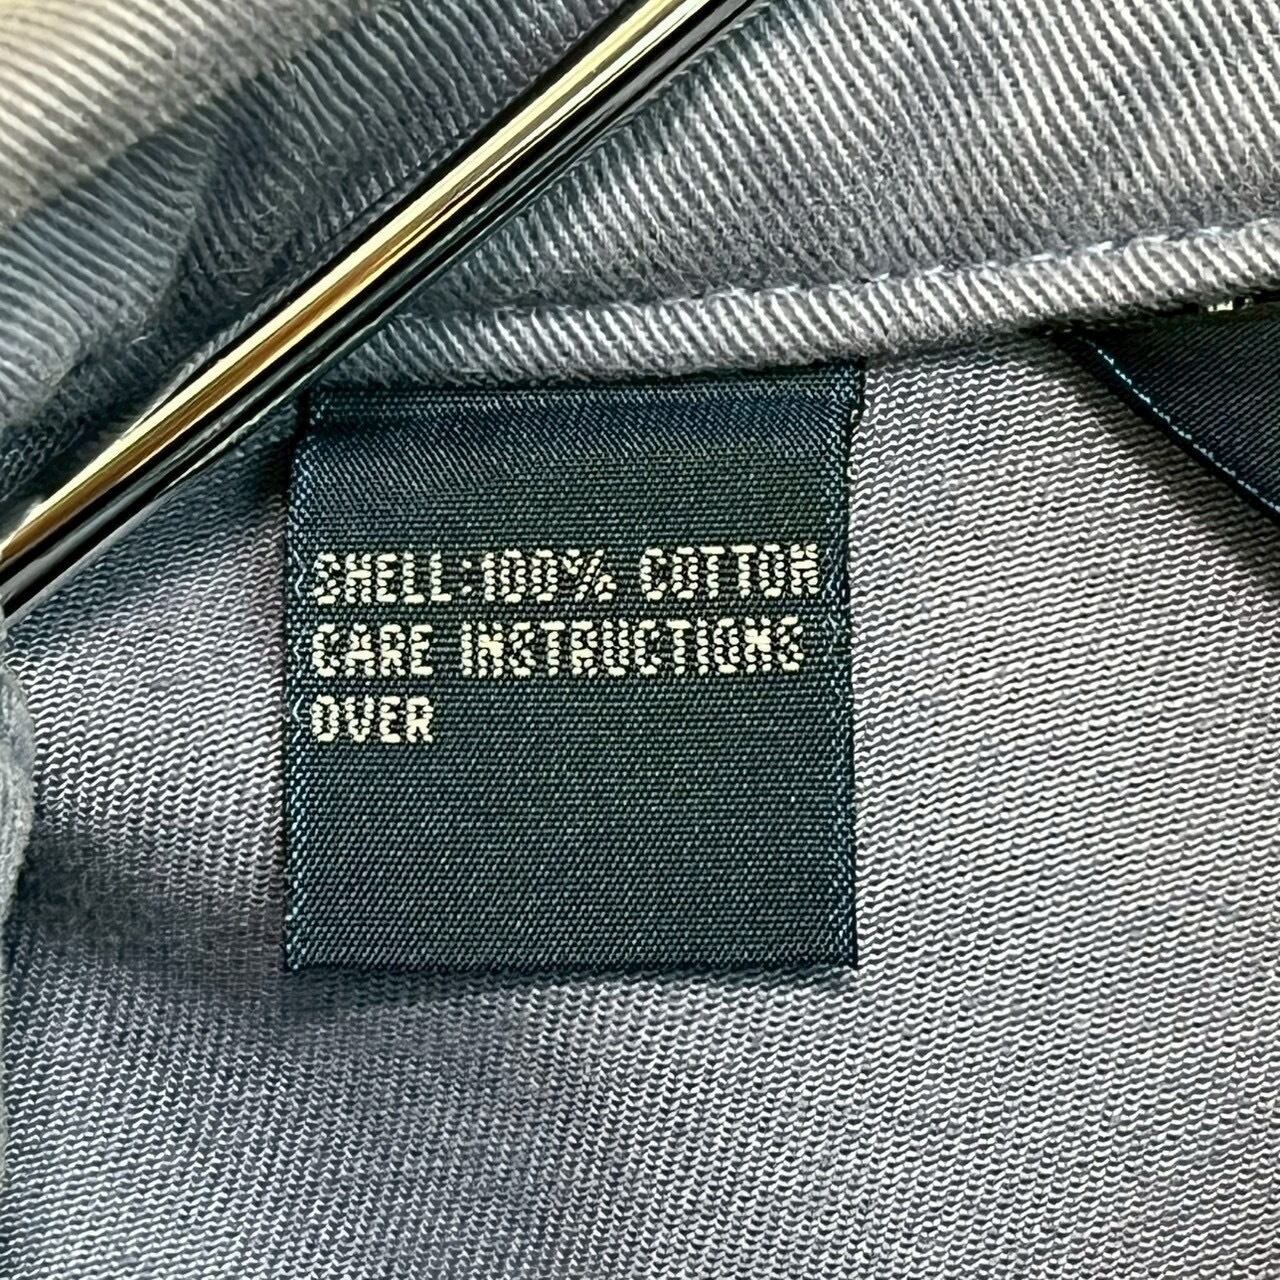 SHELL:100% COTTON
CARE INSTRUCTIONS
OVER